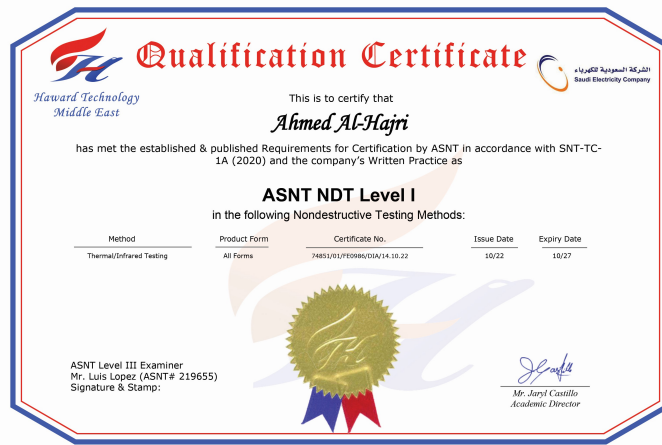 Qualification Certificate
Haward Technology
Middle East
الشركة السعودية للكهرباء
Saudi Electricity Company
This is to certify that
Ahmed Al-Hajri
has met the established & published Requirements for Certification by ASNT in accordance with SNT-TC-
1A (2020) and the company's Written Practice as
ASNT NDT Level I
in the following Nondestructive Testing Methods:
Method Product Form Certificate No. Issue Date Expiry Date
Thermal/Infrared Testing All Forms 74851/01/FE0986/DIA/14.10.22 10/22 10/27
ASNT Level III Examiner
Mr. Luis Lopez (ASNT# 219655)
Signature & Stamp:
Mr. Jaryl Castillo
Academic Director